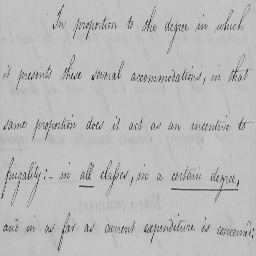 In proportion to the degree in which
it presents these several accommodations, in that
same proportion does it act as an incentive to
frugality:- in all classes, in a certain degree,
and in as far as current expenditure is concerned: